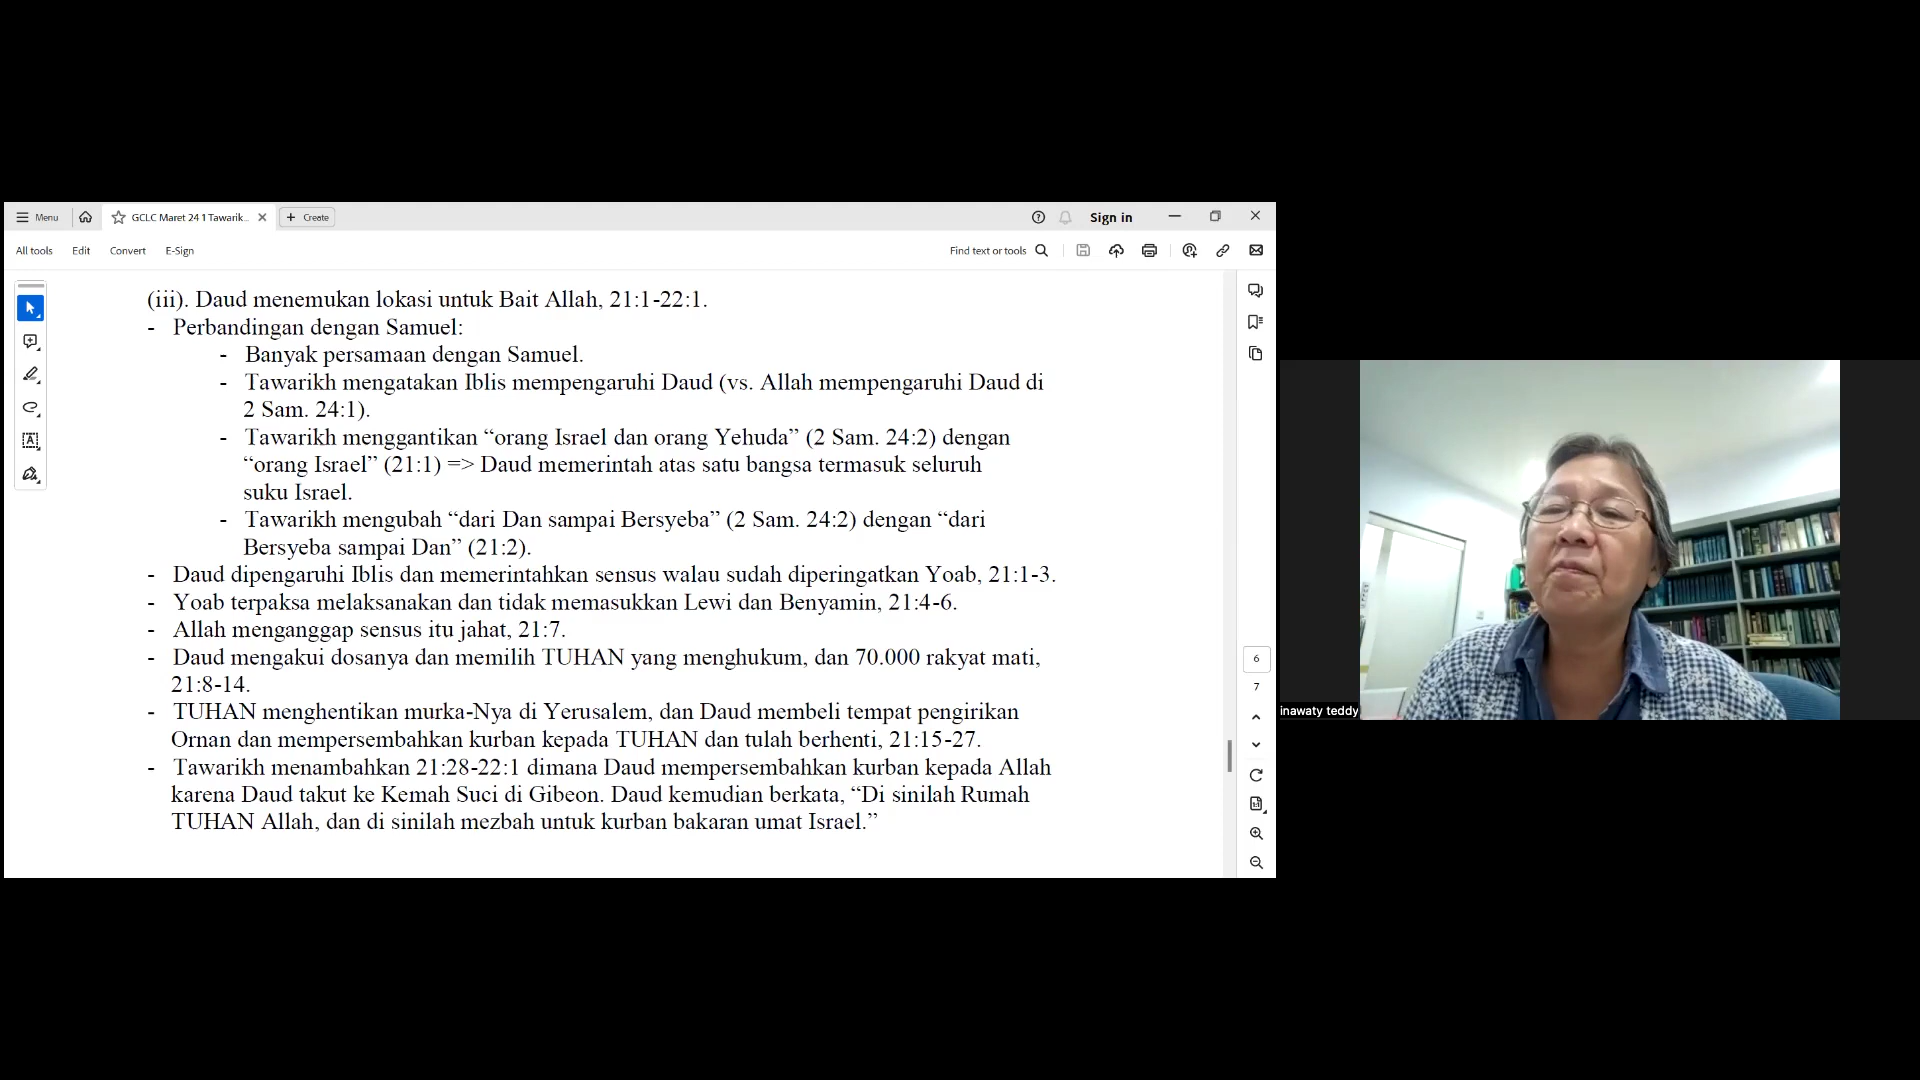 Menu
GCLC Maret 24 1 Tawarik...
Create
Sign in
All tools
Edit
Convert
E-Sign
Find text or tools
(iii). Daud menemukan lokasi untuk Bait Allah, 21:1-22:1.
- Perbandingan dengan Samuel:
- Banyak persamaan dengan Samuel.
- Tawarikh mengatakan Iblis mempengaruhi Daud (vs. Allah mempengaruhi Daud di
2 Sam. 24:1).
- Tawarikh menggantikan “orang Israel dan orang Yehuda” (2 Sam. 24:2) dengan
“orang Israel” (21:1) => Daud memerintah atas satu bangsa termasuk seluruh
suku Israel.
- Tawarikh mengubah “dari Dan sampai Bersyeba” (2 Sam. 24:2) dengan “dari
Bersyeba sampai Dan” (21:2).
- Daud dipengaruhi Iblis dan memerintahkan sensus walau sudah diperingatkan Yoab, 21:1-3.
- Yoab terpaksa melaksanakan dan tidak memasukkan Lewi dan Benyamin, 21:4-6.
- Allah menganggap sensus itu jahat, 21:7.
- Daud mengakui dosanya dan memilih TUHAN yang menghukum, dan 70.000 rakyat mati,
21:8-14.
- TUHAN menghentikan murka-Nya di Yerusalem, dan Daud membeli tempat pengirikan
Ornan dan mempersembahkan kurban kepada TUHAN dan tulah berhenti, 21:15-27.
- Tawarikh menambahkan 21:28-22:1 dimana Daud mempersembahkan kurban kepada Allah
karena Daud takut ke Kemah Suci di Gibeon. Daud kemudian berkata, “Di sinilah Rumah
TUHAN Allah, dan di sinilah mezbah untuk kurban bakaran umat Israel.”
6
7
inawaty teddy